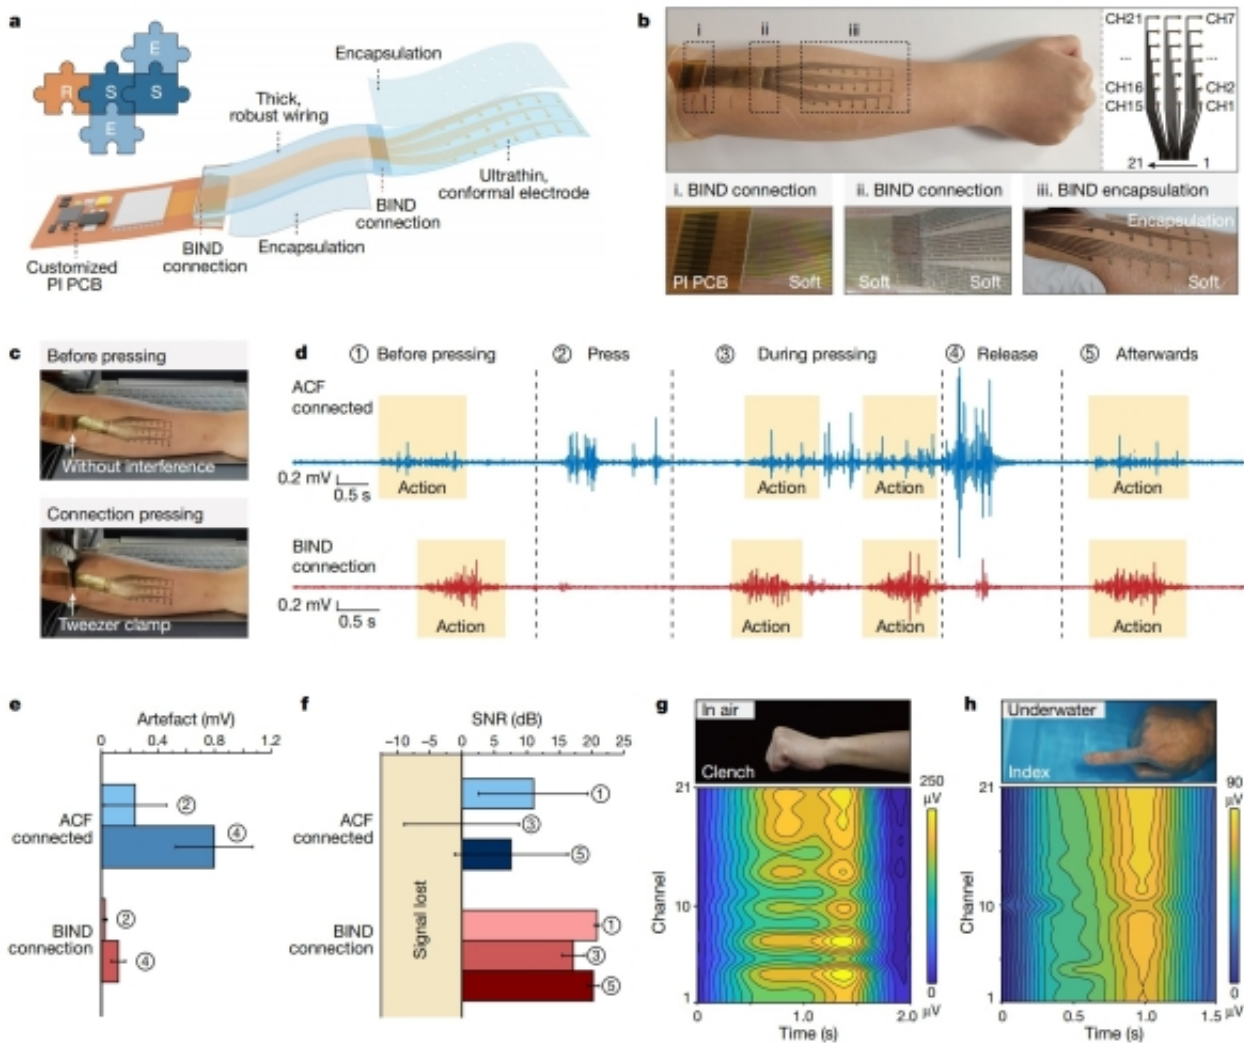 a
E
R
S
S
E
Encapsulation
Thick,
robust wiring
Ultrathin,
conformal electrode
BIND
connection
Encapsulation
BIND
connection
Customized
PI PCB
b
i
ii
iii
CH21
CH7
...
...
CH16
CH2
CH15
CH1
21
1
i. BIND connection
PI PCB
Soft
ii. BIND connection
Soft
Soft
iii. BIND encapsulation
Encapsulation
Soft
c
Before pressing
Without interference
Connection pressing
Tweezer clamp
d
① Before pressing
② Press
③ During pressing
④ Release
⑤ Afterwards
ACF
connected
0.2 mV
0.5 s
Action
Action
Action
Action
BIND
connection
0.2 mV
0.5 s
Action
Action
Action
Action
e
Artefact (mV)
0 0.4 0.8 1.2
ACF
connected
②
④
BIND
connection
②
④
f
SNR (dB)
−10 −5 0 5 10 15 20 25
Signal lost
ACF
connected
①
③
⑤
BIND
connection
①
③
⑤
g
In air
Clench
250
µV
0
µV
21
10
1
Channel
0 1.0 2.0
Time (s)
h
Underwater
Index
90
µV
0
µV
21
10
1
Channel
0 0.5 1.0 1.5
Time (s)